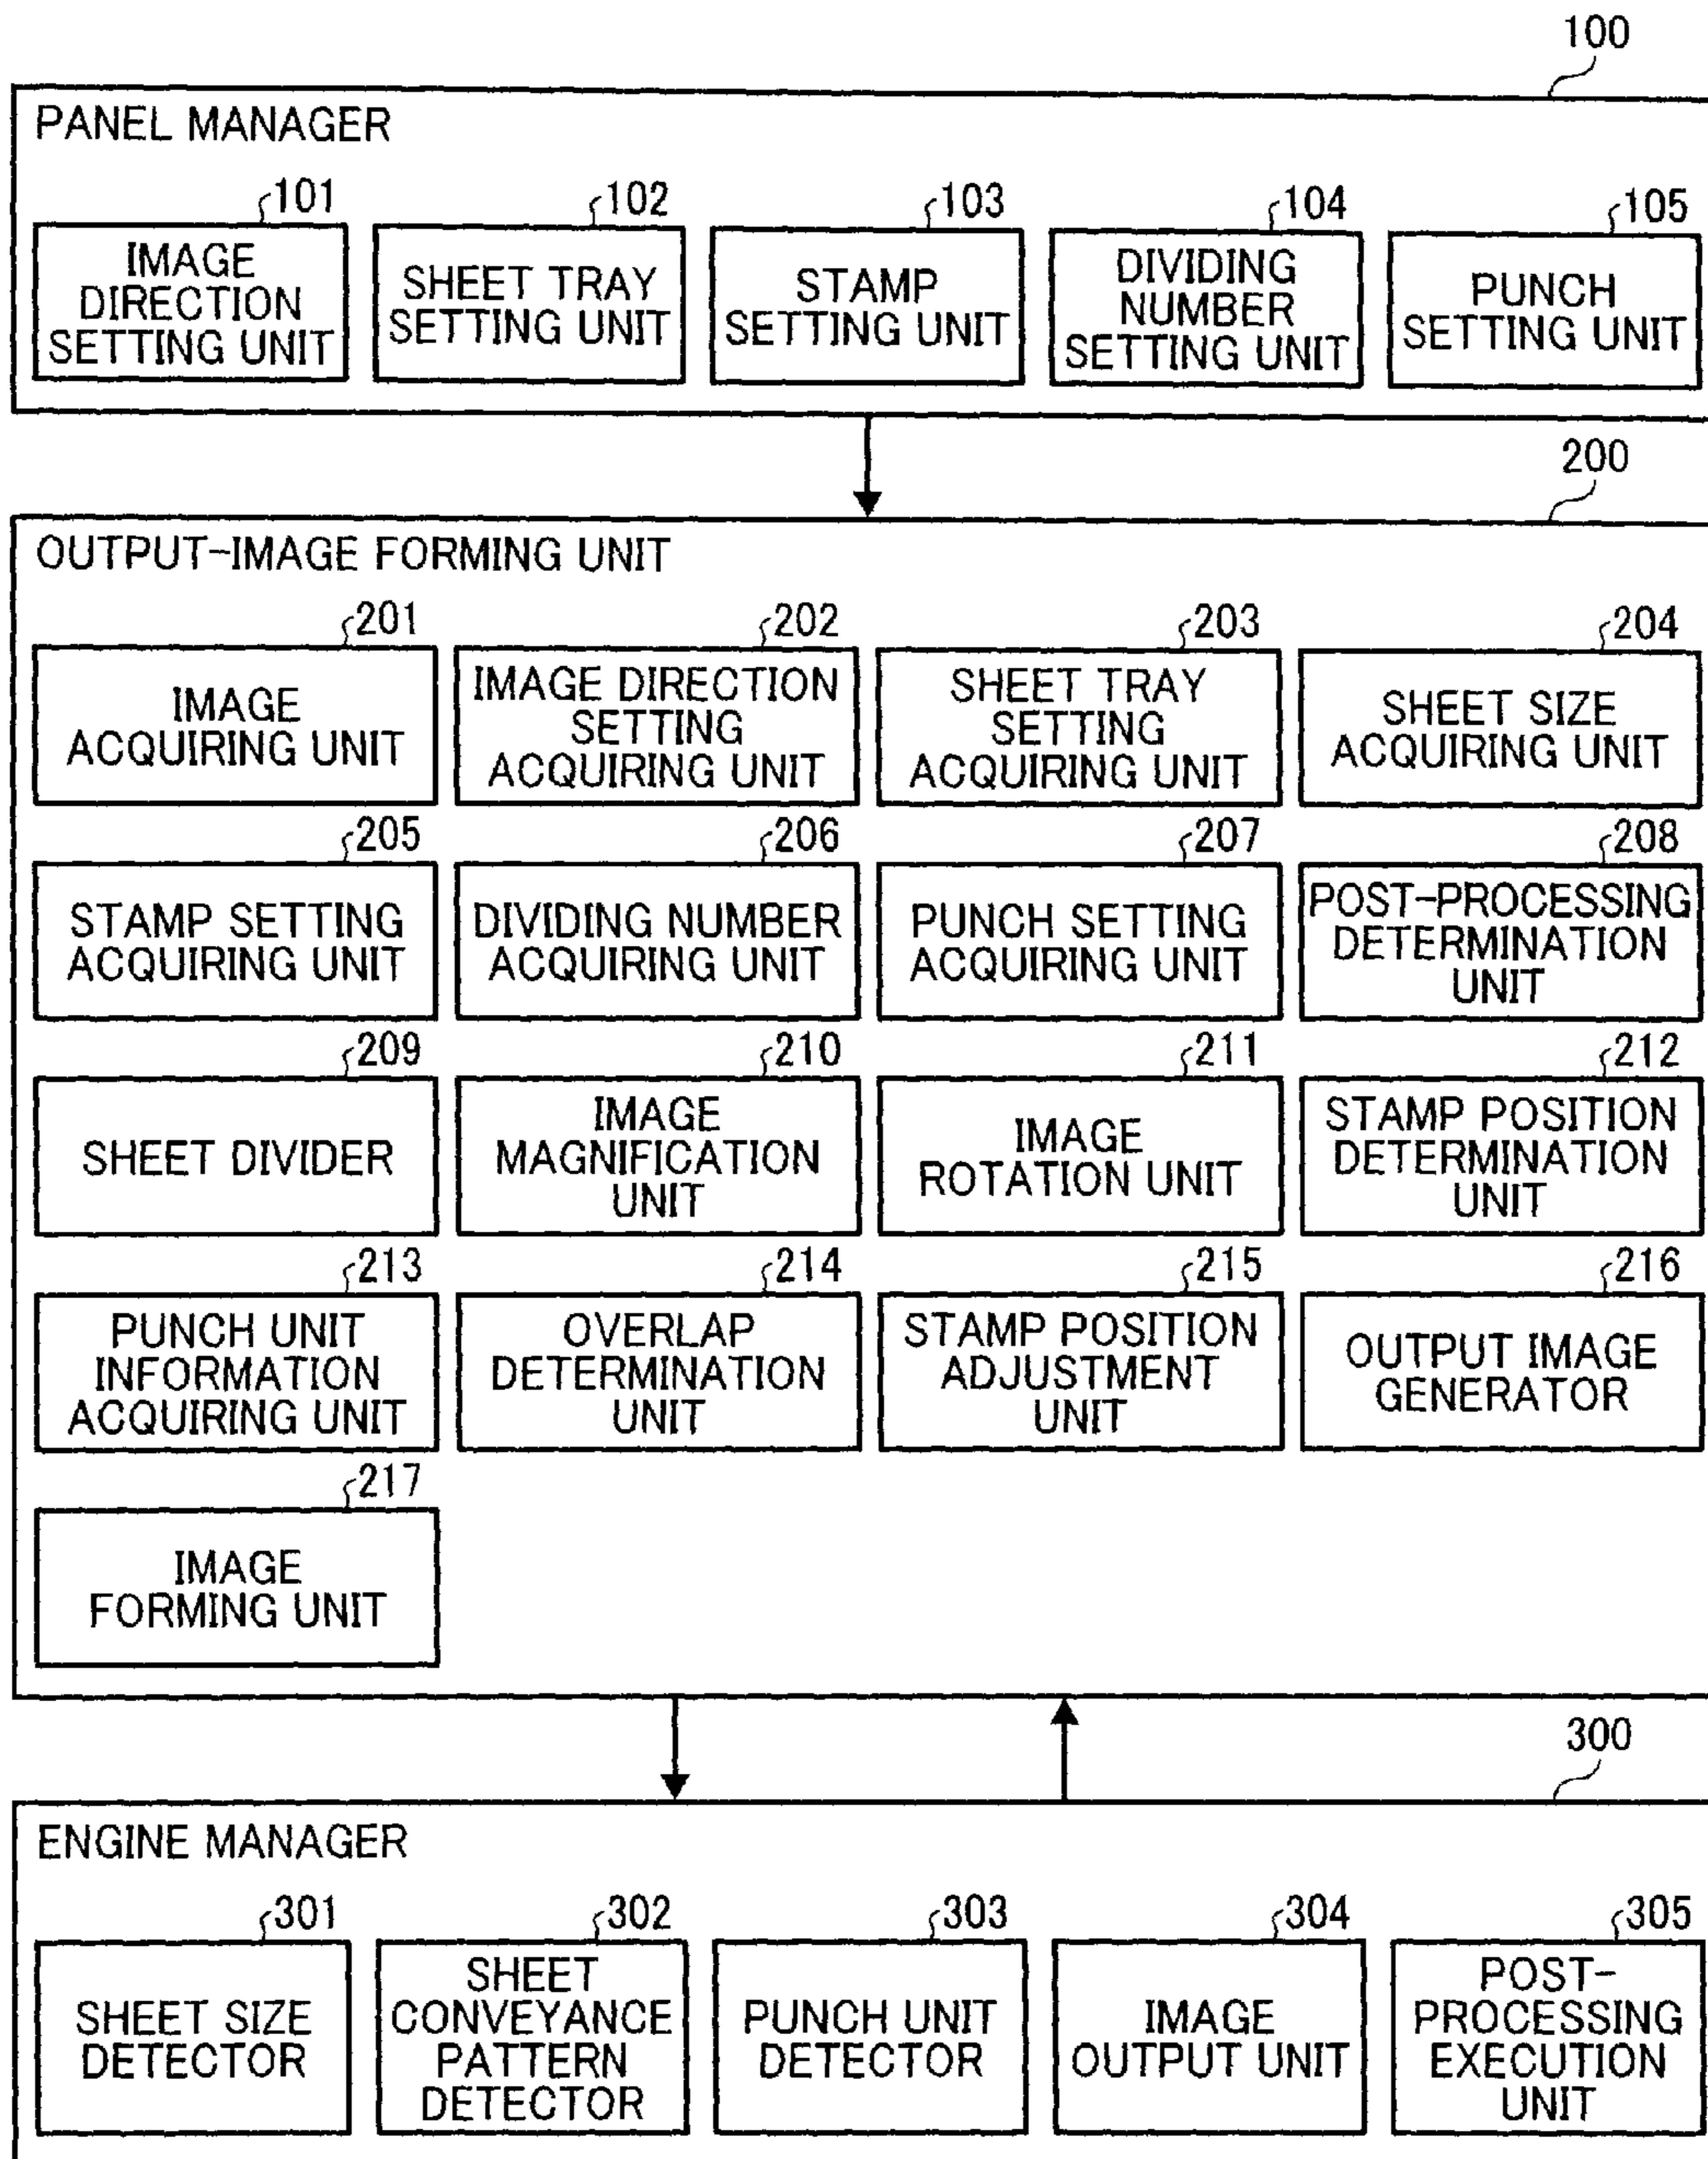 100
PANEL MANAGER
101
102
103
104
105
IMAGE
DIRECTION
SETTING UNIT
SHEET TRAY
SETTING UNIT
STAMP
SETTING UNIT
DIVIDING
NUMBER
SETTING UNIT
PUNCH
SETTING UNIT
200
OUTPUT-IMAGE FORMING UNIT
201
202
203
204
IMAGE
ACQUIRING UNIT
IMAGE DIRECTION
SETTING
ACQUIRING UNIT
SHEET TRAY
SETTING
ACQUIRING UNIT
SHEET SIZE
ACQUIRING UNIT
205
206
207
208
STAMP SETTING
ACQUIRING UNIT
DIVIDING NUMBER
ACQUIRING UNIT
PUNCH SETTING
ACQUIRING UNIT
POST-PROCESSING
DETERMINATION
UNIT
209
210
211
212
SHEET DIVIDER
IMAGE
MAGNIFICATION
UNIT
IMAGE
ROTATION UNIT
STAMP POSITION
DETERMINATION
UNIT
213
214
215
216
PUNCH UNIT
INFORMATION
ACQUIRING UNIT
OVERLAP
DETERMINATION
UNIT
STAMP POSITION
ADJUSTMENT
UNIT
OUTPUT IMAGE
GENERATOR
217
IMAGE
FORMING UNIT
300
ENGINE MANAGER
301
302
303
304
305
SHEET SIZE
DETECTOR
SHEET
CONVEYANCE
PATTERN
DETECTOR
PUNCH UNIT
DETECTOR
IMAGE
OUTPUT UNIT
POST-
PROCESSING
EXECUTION
UNIT